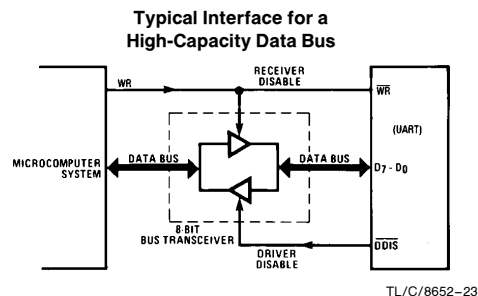 Typical Interface for a
High-Capacity Data Bus
RECEIVER
DISABLE
WR
WR
(UART)
MICROCOMPUTER
SYSTEM
DATA BUS
DATA BUS
D7 - D0
8-BIT
BUS TRANSCEIVER
DDIS
DRIVER
DISABLE
TL/C/8652–23